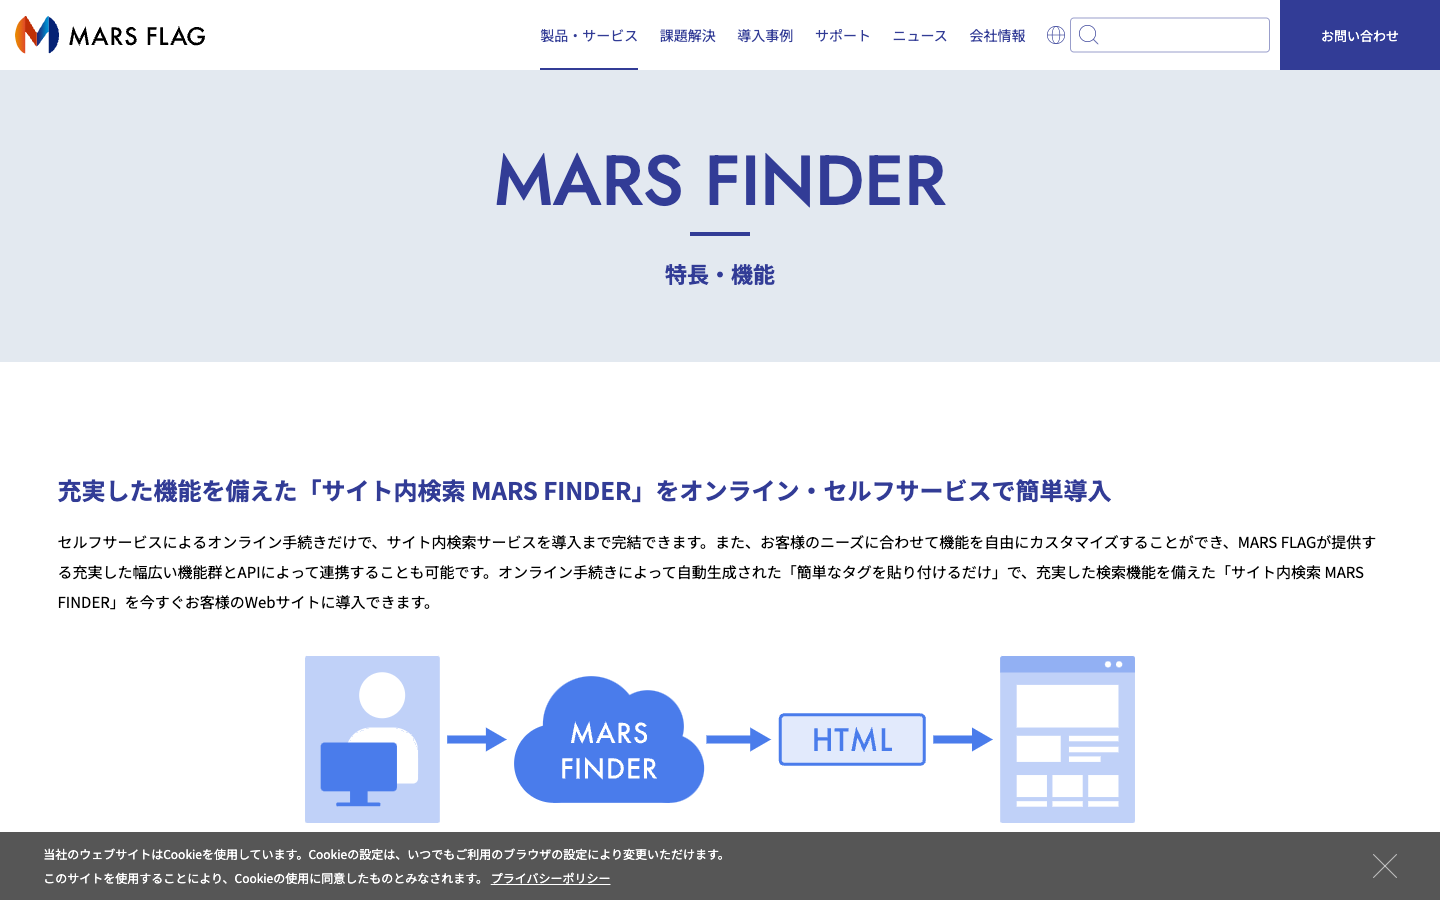 MARS FLAG
製品・サービス 課題解決 導入事例 サポート ニュース 会社情報 お問い合わせ
MARS FINDER
特長・機能
充実した機能を備えた「サイト内検索 MARS FINDER」をオンライン・セルフサービスで簡単導入
セルフサービスによるオンライン手続きだけで、サイト内検索サービスを導入まで完結できます。また、お客様のニーズに合わせて機能を自由にカスタマイズすることができ、MARS FLAGが提供す
る充実した幅広い機能群とAPIによって連携することも可能です。オンライン手続きによって自動生成された「簡単なタグを貼り付けるだけ」で、充実した検索機能を備えた「サイト内検索 MARS
FINDER」を今すぐお客様のWebサイトに導入できます。
MARS
FINDER
HTML
当社のウェブサイトはCookieを使用しています。Cookieの設定は、いつでもご利用のブラウザの設定により変更いただけます。
このサイトを使用することにより、Cookieの使用に同意したものとみなされます。 プライバシーポリシー